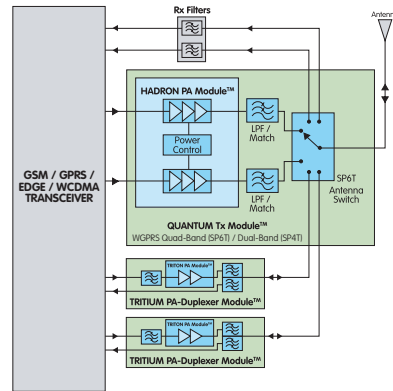 Rx Filters
Antenna
HADRON PA Module™
Power
Control
LPF /
Match
LPF /
Match
SP6T
Antenna
Switch
GSM / GPRS /
EDGE / WCDMA
TRANSCEIVER
QUANTUM Tx Module™
WGPRS Quad-Band (SP6T) / Dual-Band (SP4T)
TRITON PA Module™
TRITIUM PA-Duplexer Module™
TRITON PA Module™
TRITIUM PA-Duplexer Module™